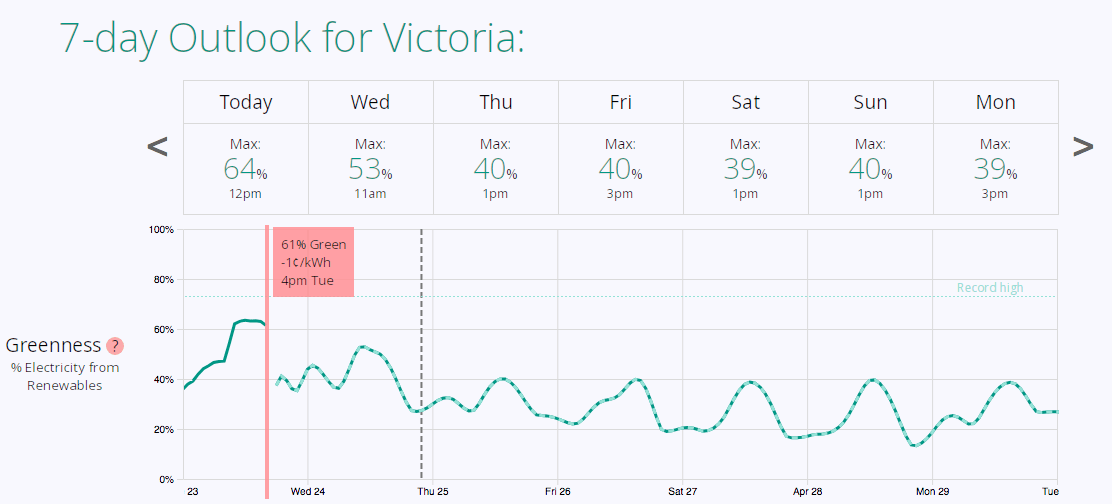 7-day Outlook for Victoria:
Today Wed Thu Fri Sat Sun Mon
< Max: Max: Max: Max: Max: Max: Max: >
64% 53% 40% 40% 39% 40% 39%
12pm 11am 1pm 3pm 1pm 1pm 3pm
100%
61% Green
-1¢/kWh
4pm Tue
80%
Record high
60%
Greenness ?
% Electricity from
Renewables
40%
20%
0%
23 Wed 24 Thu 25 Fri 26 Sat 27 Apr 28 Mon 29 Tue